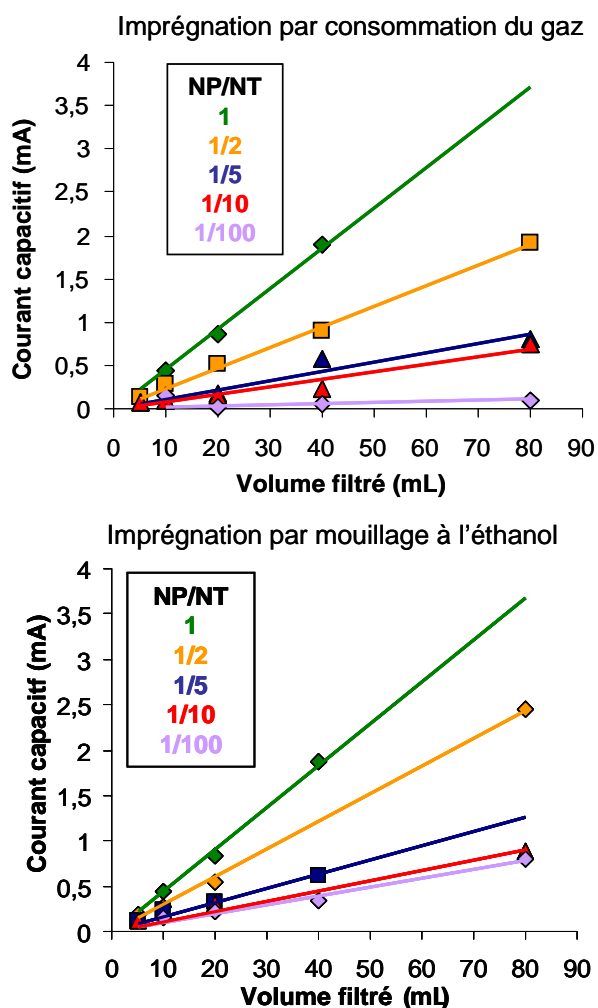 Imprégnation par consommation du gaz
Courant capacitif (mA)
4
3,5
3
2,5
2
1,5
1
0,5
0
NP/NT
1
1/2
1/5
1/10
1/100
0 10 20 30 40 50 60 70 80 90
Volume filtré (mL)
Imprégnation par mouillage à l'éthanol
Courant capacitf (mA)
4
3,5
3
2,5
2
1,5
1
0,5
0
NP/NT
1
1/2
1/5
1/10
1/100
0 10 20 30 40 50 60 70 80 90
Volume filtré (mL)